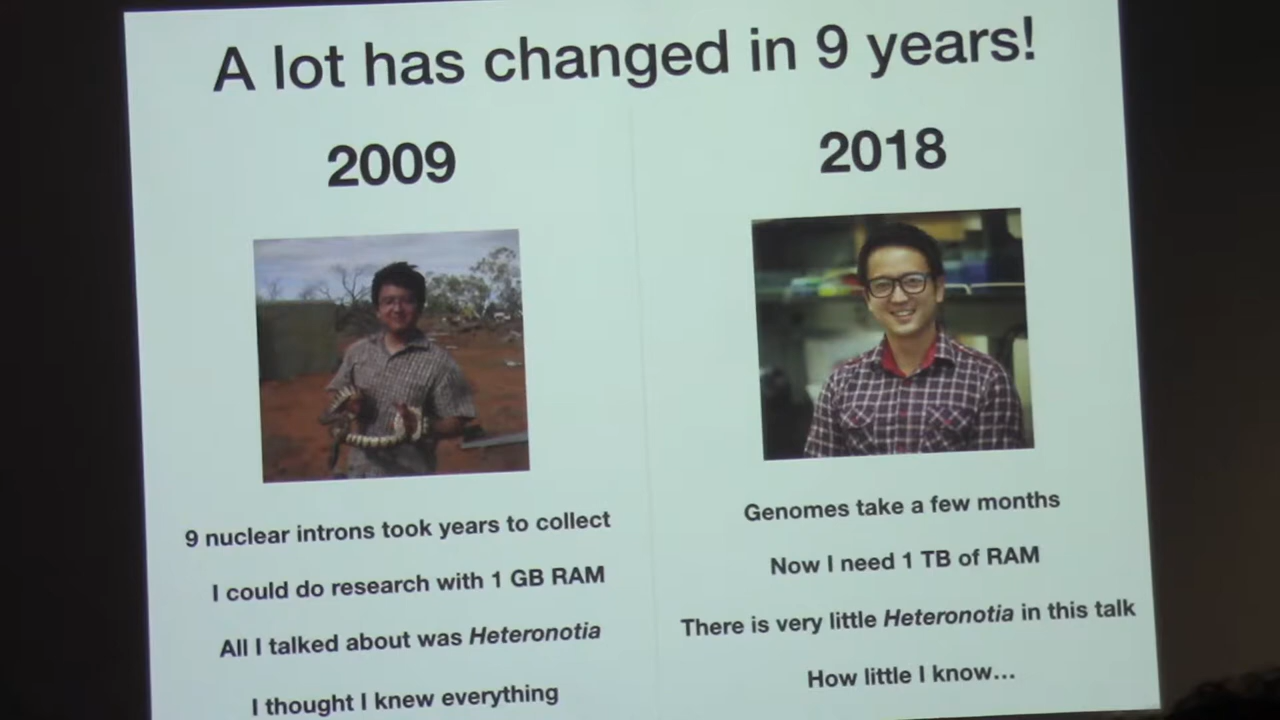 A lot has changed in 9 years!
2009
9 nuclear introns took years to collect
I could do research with 1 GB RAM
All I talked about was Heteronotia
I thought I knew everything
2018
Genomes take a few months
Now I need 1 TB of RAM
There is very little Heteronotia in this talk
How little I know…